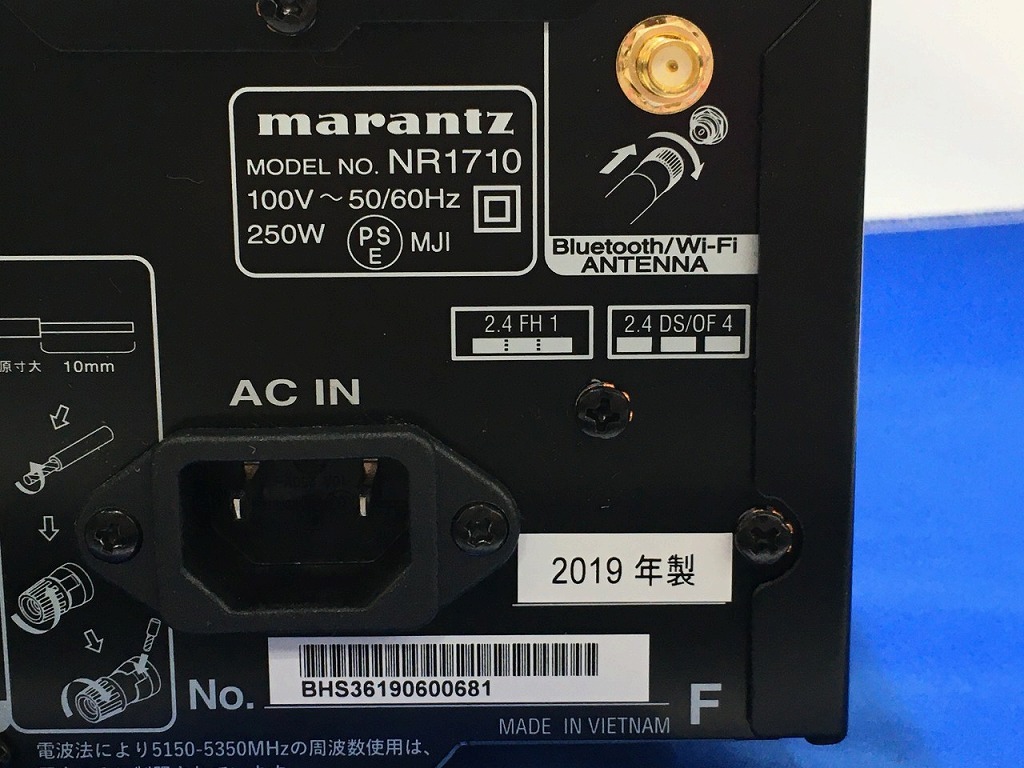 marantz
MODEL NO. NR1710
100V ～ 50/60Hz
250W PS E MJI
Bluetooth/Wi-Fi
ANTENNA
2.4 FH 1
2.4 DS/OF 4
原寸大 10mm
AC IN
2019 年製
BHS36190600681
No.
MADE IN VIETNAM
F
電波法により5150-5350MHzの周波数使用は、